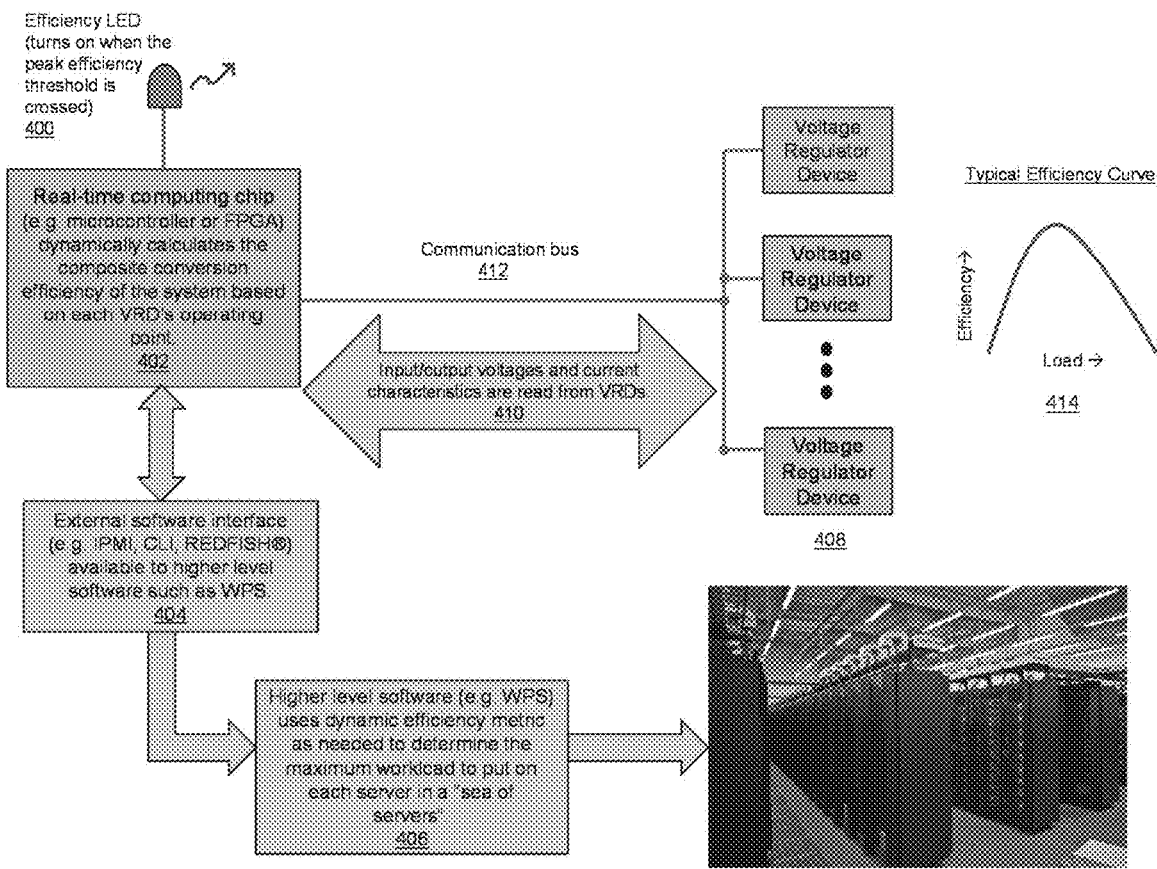 Efficiency LED
(turns on when the
peak efficiency
threshold is
crossed)
400
Real-time computing chip
(e.g. microcontroller or FPGA)
dynamically calculates the
composite conversion
efficiency of the system based
on each VRD's operating
point.
402
Communication bus
412
Input/output voltages and current
characteristics are read from VRDs
410
Voltage
Regulator
Device
Voltage
Regulator
Device
Voltage
Regulator
Device
408
Typical Efficiency Curve
Efficiency→
Load →
414
External software interface
(e.g. IPMI, CLI, REDFISH®)
available to higher level
software such as WPS.
404
Higher level software (e.g. WPS)
uses dynamic efficiency metric
as needed to determine the
maximum workload to put on
each server in a "sea of
servers"
406